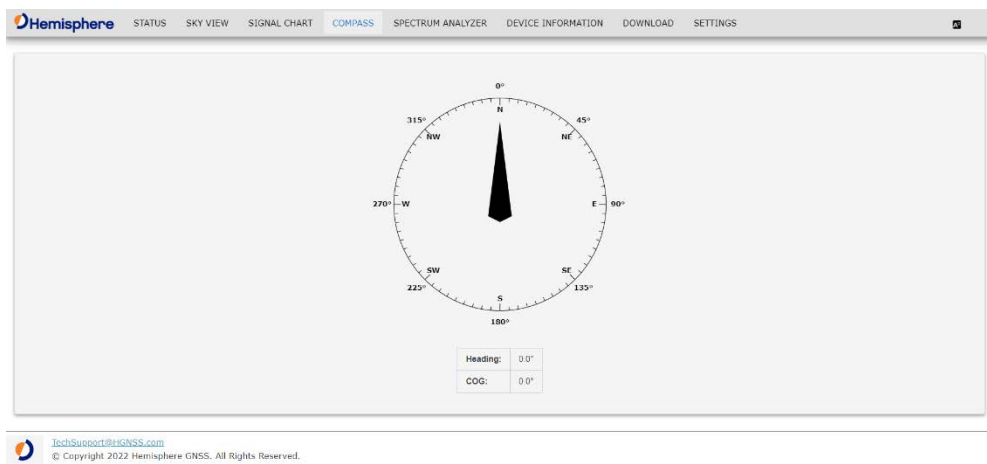 Hemisphere STATUS SKY VIEW SIGNAL CHART COMPASS SPECTRUM ANALYZER DEVICE INFORMATION DOWNLOAD SETTINGS
0°
N
315° 45°
NW NE
270° W E 90°
SW SE
225° 135°
S
180°
Heading: 0.0°
COG: 0.0°
TechSupport@HGNSS.com
© Copyright 2022 Hemisphere GNSS. All Rights Reserved.